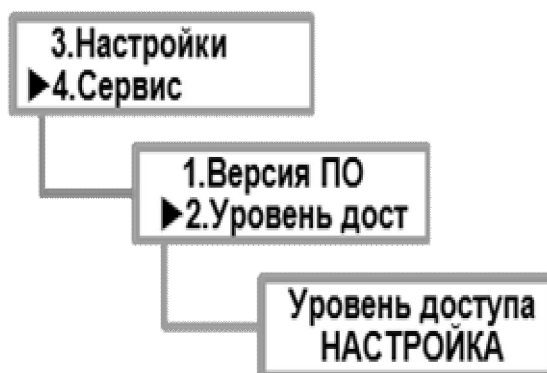 3.Настройки
▶4.Сервис
1.Версия ПО
▶2.Уровень дост
Уровень доступа
НАСТРОЙКА